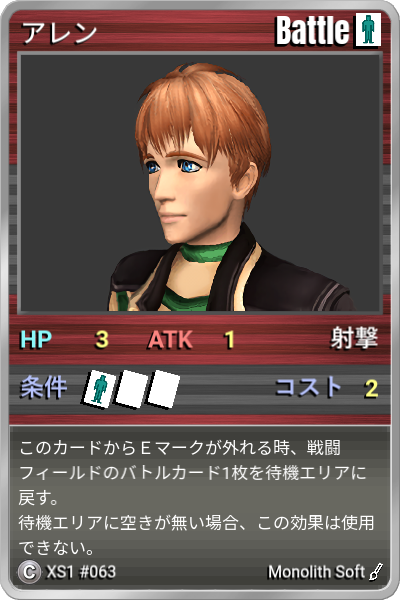 アレン
Battle
HP 3 ATK 1 射撃
条件 コスト 2
このカードからEマークが外れる時、戦闘
フィールドのバトルカード1枚を待機エリアに
戻す。
待機エリアに空きが無い場合、この効果は使用
できない。
© XS1 #063 Monolith Soft